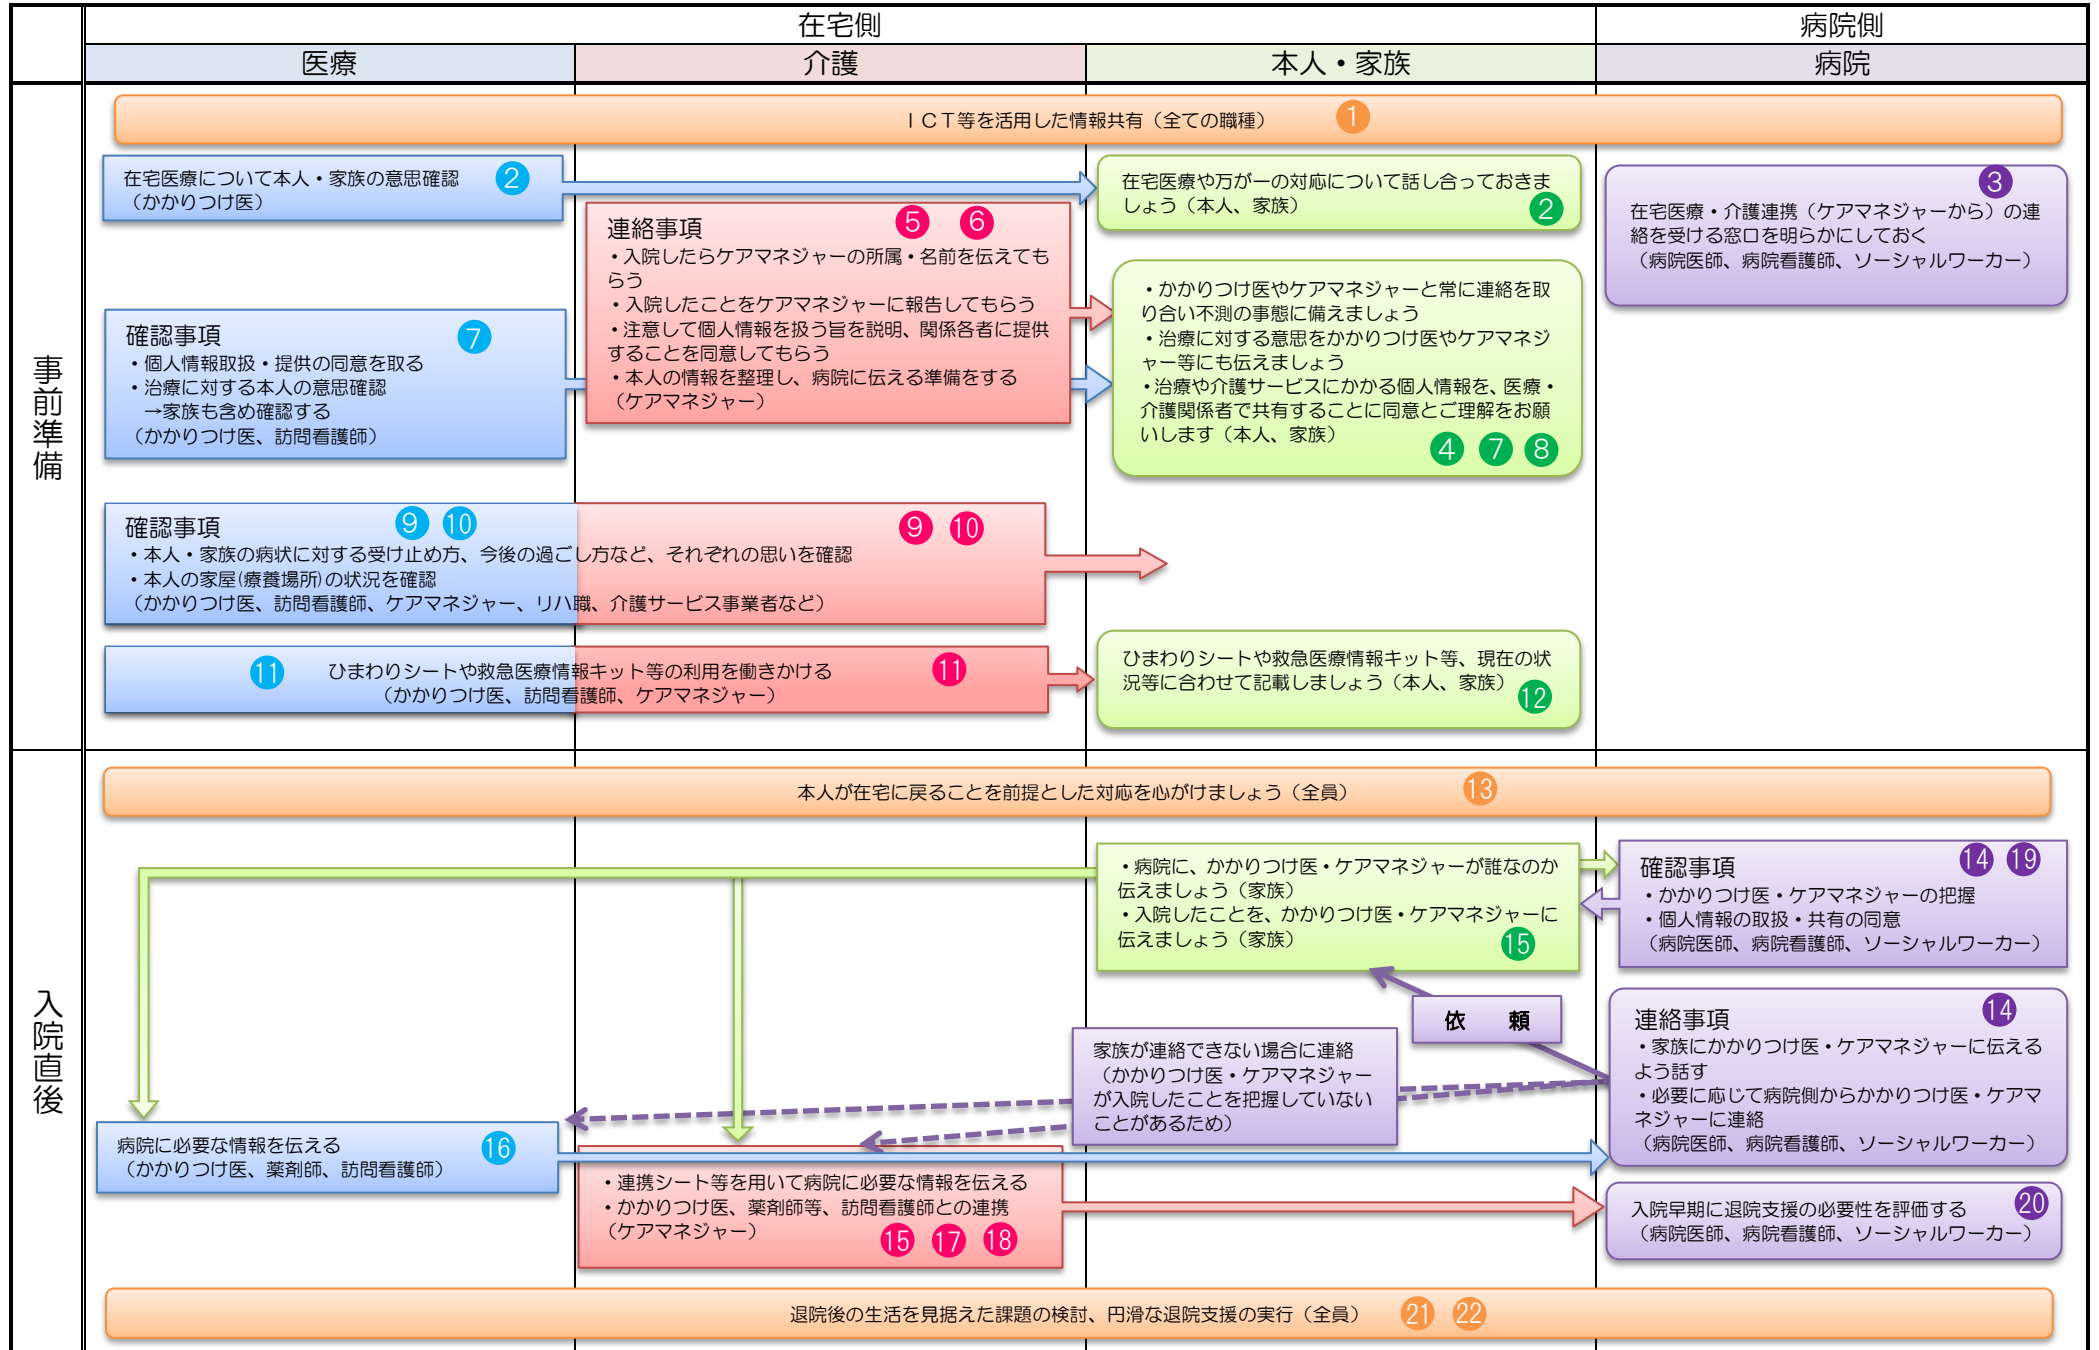 在宅側
病院側
医療
介護
本人・家族
病院
事前準備
ＩＣＴ等を活用した情報共有（全ての職種）
1
在宅医療について本人・家族の意思確認
（かかりつけ医）
2
在宅医療や万が一の対応について話し合っておきま
しょう（本人、家族）
2
3
在宅医療・介護連携（ケアマネジャーから）の連
絡を受ける窓口を明らかにしておく
（病院医師、病院看護師、ソーシャルワーカー）
連絡事項
5 6
・入院したらケアマネジャーの所属・名前を伝えても
らう
・入院したことをケアマネジャーに報告してもらう
・注意して個人情報を扱う旨を説明、関係各者に提供
することを同意してもらう
・本人の情報を整理し、病院に伝える準備をする
（ケアマネジャー）
確認事項
7
・個人情報取扱・提供の同意を取る
・治療に対する本人の意思確認
→家族も含め確認する
（かかりつけ医、訪問看護師）
・かかりつけ医やケアマネジャーと常に連絡を取
り合い不測の事態に備えましょう
・治療に対する意思をかかりつけ医やケアマネジ
ャー等にも伝えましょう
・治療や介護サービスにかかる個人情報を、医療・
介護関係者で共有することに同意とご理解をお願
いします（本人、家族）
4 7 8
確認事項
9 10
9 10
・本人・家族の病状に対する受け止め方、今後の過ごし方など、それぞれの思いを確認
・本人の家屋(療養場所)の状況を確認
（かかりつけ医、訪問看護師、ケアマネジャー、リハ職、介護サービス事業者など）
11
ひまわりシートや救急医療情報キット等の利用を働きかける
11
（かかりつけ医、訪問看護師、ケアマネジャー）
ひまわりシートや救急医療情報キット等、現在の状
況等に合わせて記載しましょう（本人、家族）
12
入院直後
本人が在宅に戻ることを前提とした対応を心がけましょう（全員）
13
・病院に、かかりつけ医・ケアマネジャーが誰なのか
伝えましょう（家族）
・入院したことを、かかりつけ医・ケアマネジャーに
伝えましょう（家族）
15
確認事項
14 19
・かかりつけ医・ケアマネジャーの把握
・個人情報の取扱・共有の同意
（病院医師、病院看護師、ソーシャルワーカー）
依　頼
連絡事項
14
・家族にかかりつけ医・ケアマネジャーに伝える
よう話す
・必要に応じて病院側からかかりつけ医・ケアマ
ネジャーに連絡
（病院医師、病院看護師、ソーシャルワーカー）
家族が連絡できない場合に連絡
（かかりつけ医・ケアマネジャー
が入院したことを把握していない
ことがあるため）
病院に必要な情報を伝える
（かかりつけ医、薬剤師、訪問看護師）
16
・連携シート等を用いて病院に必要な情報を伝える
・かかりつけ医、薬剤師等、訪問看護師との連携
（ケアマネジャー）
15 17 18
入院早期に退院支援の必要性を評価する
20
（病院医師、病院看護師、ソーシャルワーカー）
退院後の生活を見据えた課題の検討、円滑な退院支援の実行（全員）
21 22